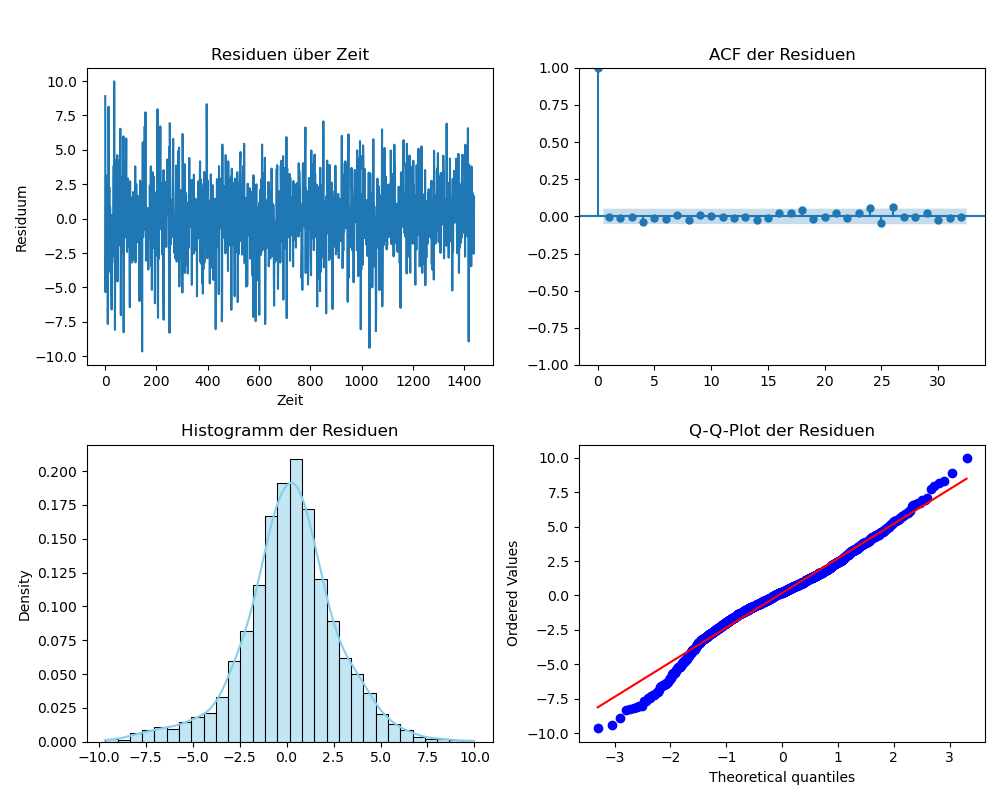 Residuen über Zeit
10.0
7.5
5.0
2.5
0.0
−2.5
−5.0
−7.5
−10.0
Residuum
0 200 400 600 800 1000 1200 1400
Zeit
ACF der Residuen
1.00
0.75
0.50
0.25
0.00
−0.25
−0.50
−0.75
−1.00
0 5 10 15 20 25 30
Histogramm der Residuen
0.200
0.175
0.150
0.125
0.100
0.075
0.050
0.025
0.000
Density
−10.0 −7.5 −5.0 −2.5 0.0 2.5 5.0 7.5 10.0
Q-Q-Plot der Residuen
10.0
7.5
5.0
2.5
0.0
−2.5
−5.0
−7.5
−10.0
Ordered Values
−3 −2 −1 0 1 2 3
Theoretical quantiles